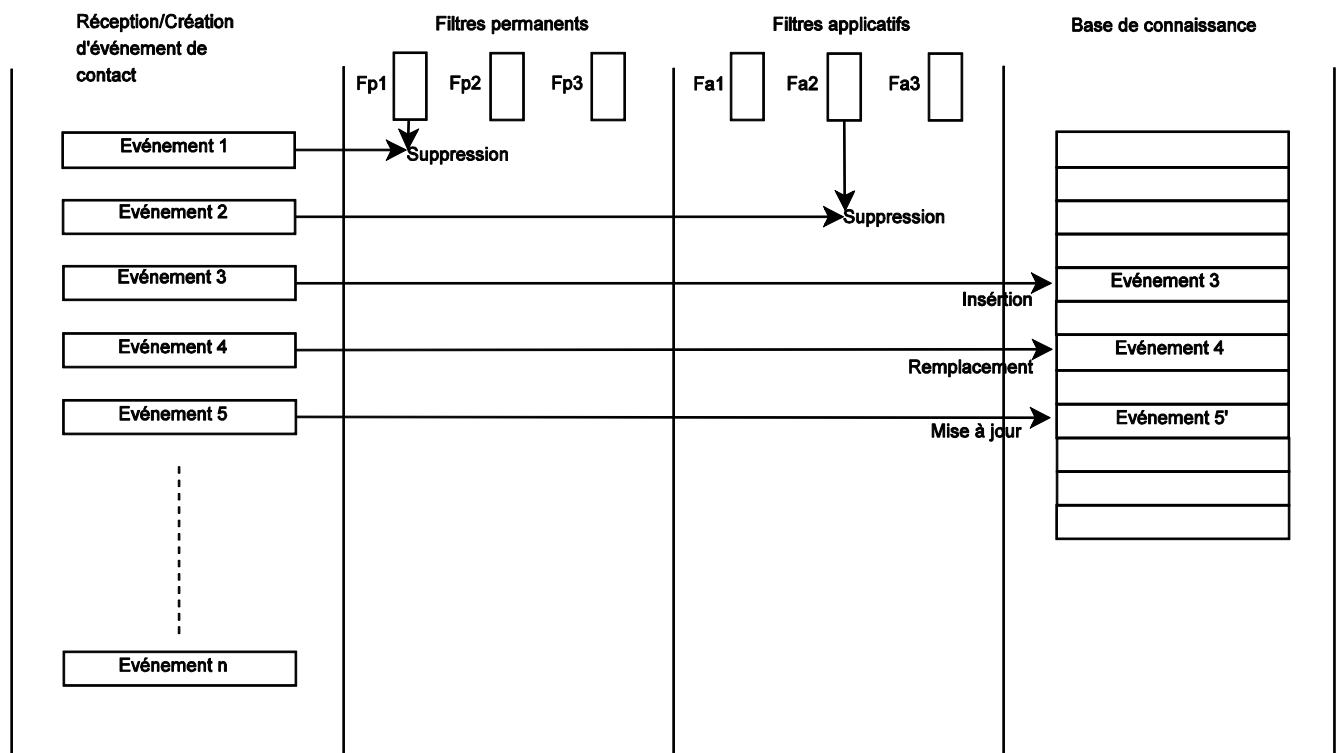 Réception/Création
d'événement de
contact
Filtres permanents
Filtres applicatifs
Base de connaissance
Fp1
Fp2
Fp3
Fa1
Fa2
Fa3
Evénement 1
Suppression
Evénement 2
Suppression
Evénement 3
Insértion
Evénement 3
Evénement 4
Remplacement
Evénement 4
Evénement 5
Mise à jour
Evénement 5'
Evénement n